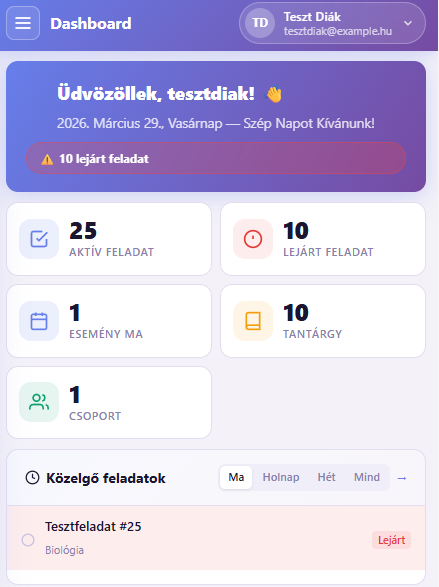 Dashboard
TD
Teszt Diák
tesztdiak@example.hu
Üdvözöllek, tesztdiak! 👋
2026. Március 29., Vasárnap — Szép Napot Kívánunk!
⚠️ 10 lejárt feladat
25
AKTÍV FELADAT
10
LEJÁRT FELADAT
1
ESEMÉNY MA
10
TANTÁRGY
1
CSOPORT
Közelgő feladatok
Ma Holnap Hét Mind →
Tesztfeladat #25
Biológia
Lejárt